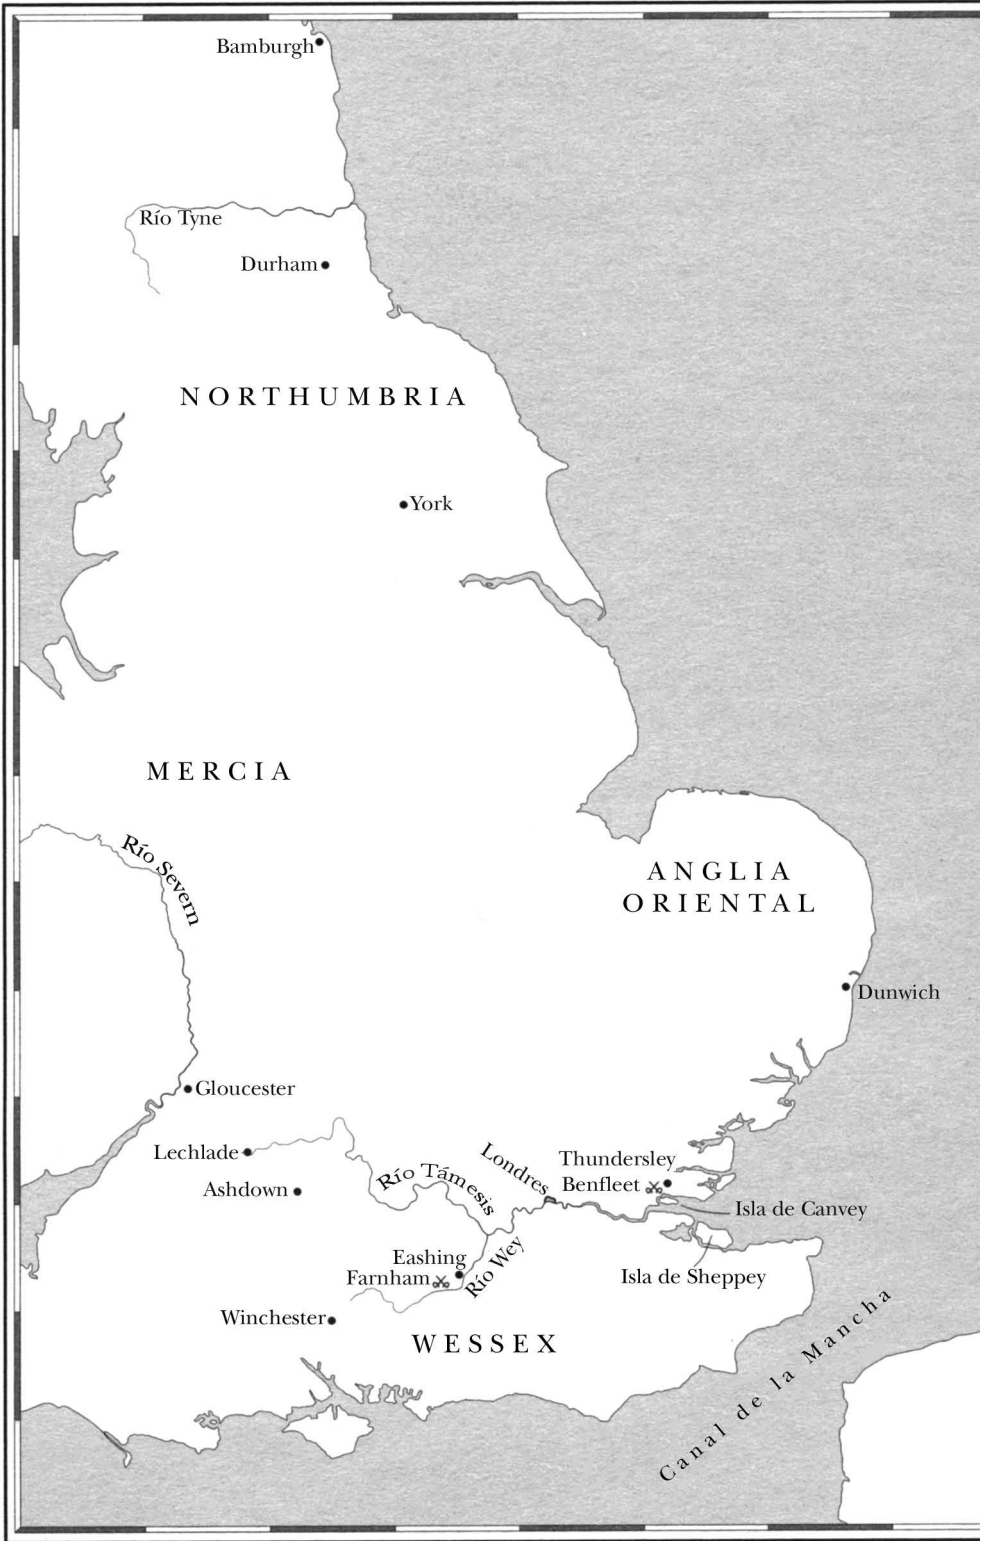 Bamburgh
Río Tyne
Durham
NORTHUMBRIA
York
MERCIA
Río Severn
ANGLIA
ORIENTAL
Dunwich
Gloucester
Lechlade
Ashdown
Río Támesis
Londres
Thundersley
Benfleet
Isla de Canvey
Eashing
Farnham
Río Wey
Isla de Sheppey
Winchester
WESSEX
Canal de la Mancha